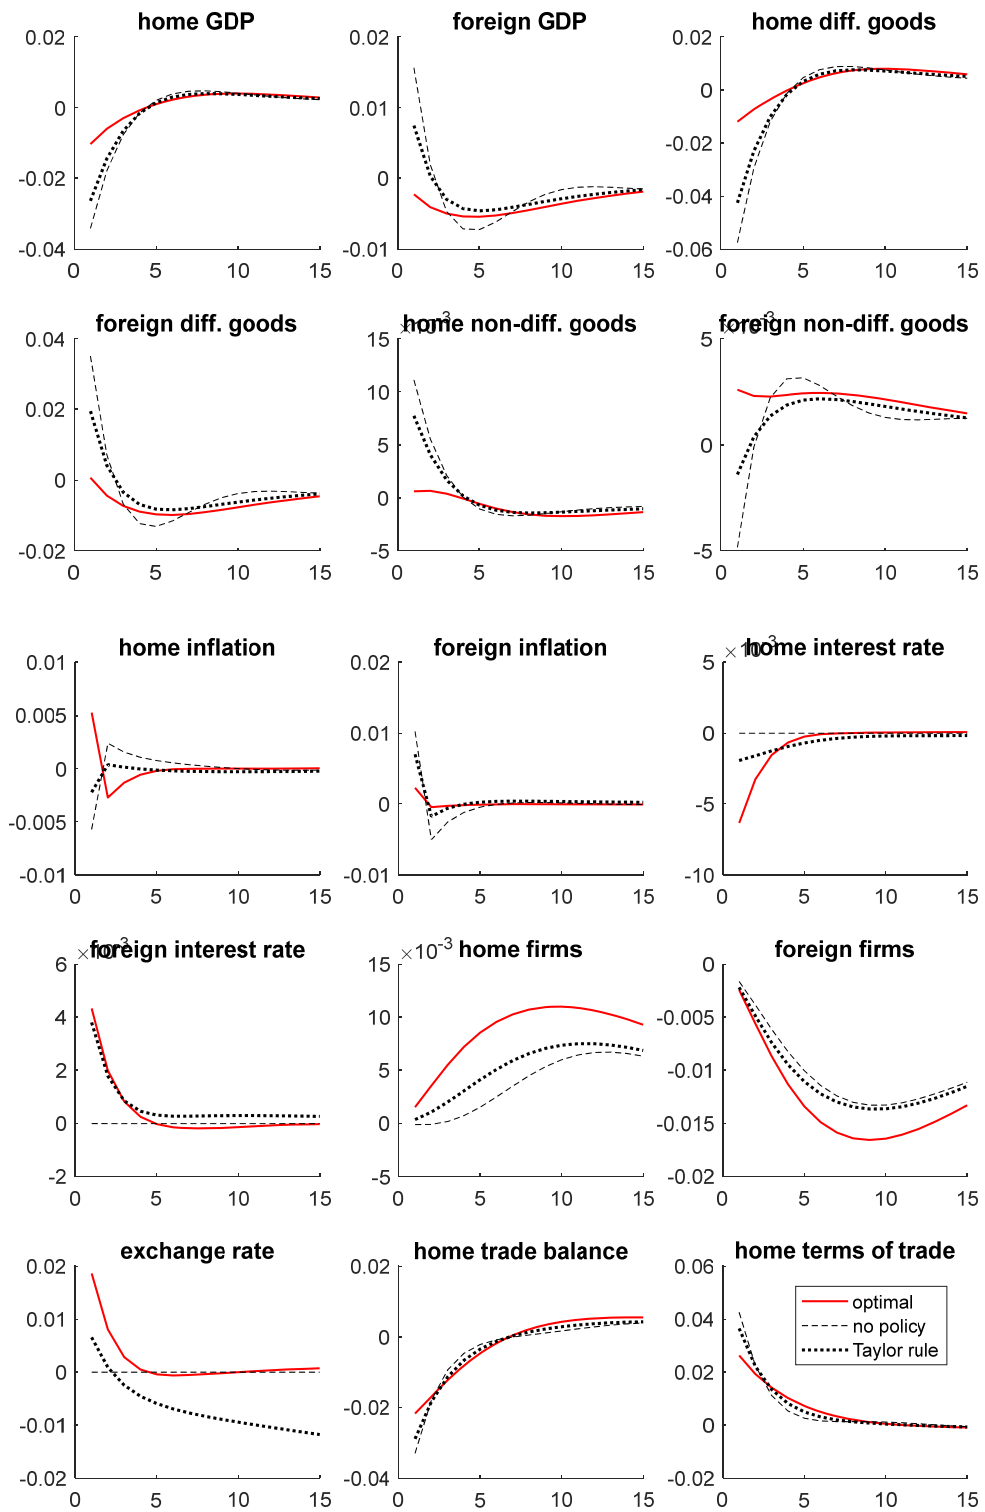 home GDP
0.02
0
-0.02
-0.04
0 5 10 15
foreign GDP
0.02
0.01
0
-0.01
0 5 10 15
home diff. goods
0.02
0
-0.02
-0.04
-0.06
0 5 10 15
foreign diff. goods
0.04
0.02
0
-0.02
0 5 10 15
home non-diff. goods
×10⁻³
15
10
5
0
-5
0 5 10 15
foreign non-diff. goods
×10⁻³
5
0
-5
0 5 10 15
home inflation
0.01
0.005
0
-0.005
-0.01
0 5 10 15
foreign inflation
0.02
0.01
0
-0.01
0 5 10 15
home interest rate
×10⁻³
5
0
-5
-10
0 5 10 15
foreign interest rate
×10⁻³
6
4
2
0
-2
0 5 10 15
home firms
×10⁻³
15
10
5
0
-5
0 5 10 15
foreign firms
0
-0.005
-0.01
-0.015
-0.02
0 5 10 15
exchange rate
0.02
0.01
0
-0.01
-0.02
0 5 10 15
home trade balance
0.02
0
-0.02
-0.04
0 5 10 15
home terms of trade
0.06
0.04
0.02
0
-0.02
0 5 10 15
optimal
no policy
Taylor rule